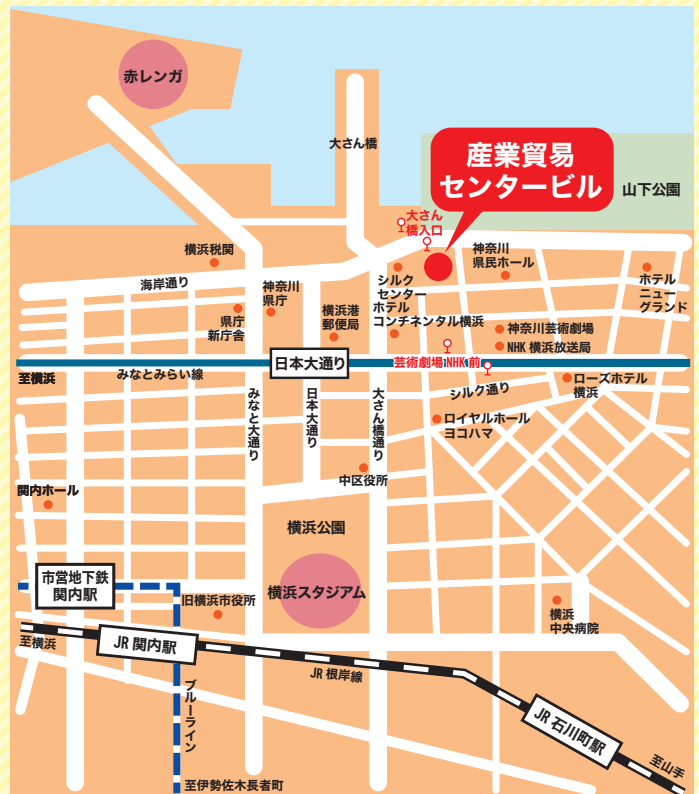 赤レンガ
大さん橋
産業貿易
センタービル
山下公園
大さん
橋入口
横浜税関
神奈川
県民ホール
海岸通り
神奈川
県庁
シルク
センター
ホテル
コンチネンタル横浜
ホテル
ニュー
グランド
県庁
新庁舎
横浜港
郵便局
神奈川芸術劇場
NHK 横浜放送局
日本大通り
芸術劇場NHK 前
至横浜
みなとみらい線
シルク通り
ローズホテル
横浜
みなと大通り
日本大通り
大さん橋通り
ロイヤルホール
ヨコハマ
中区役所
関内ホール
横浜公園
市営地下鉄
関内駅
横浜スタジアム
旧横浜市役所
横浜
中央病院
至横浜
JR 関内駅
JR 根岸線
ブルーライン
JR 石川町駅
至山手
至伊勢佐木長者町